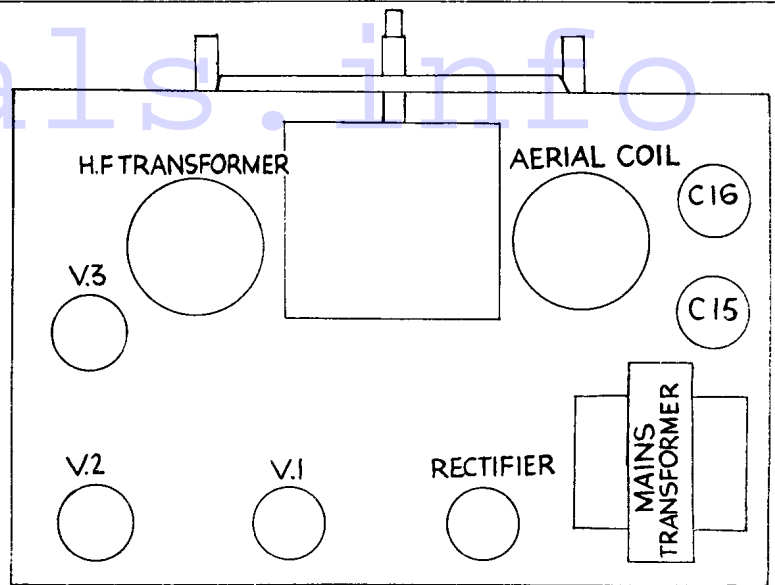 als.info
H.F TRANSFORMER
AERIAL COIL
C16
V.3
C15
MAINS
TRANSFORMER
V.2
V.1
RECTIFIER